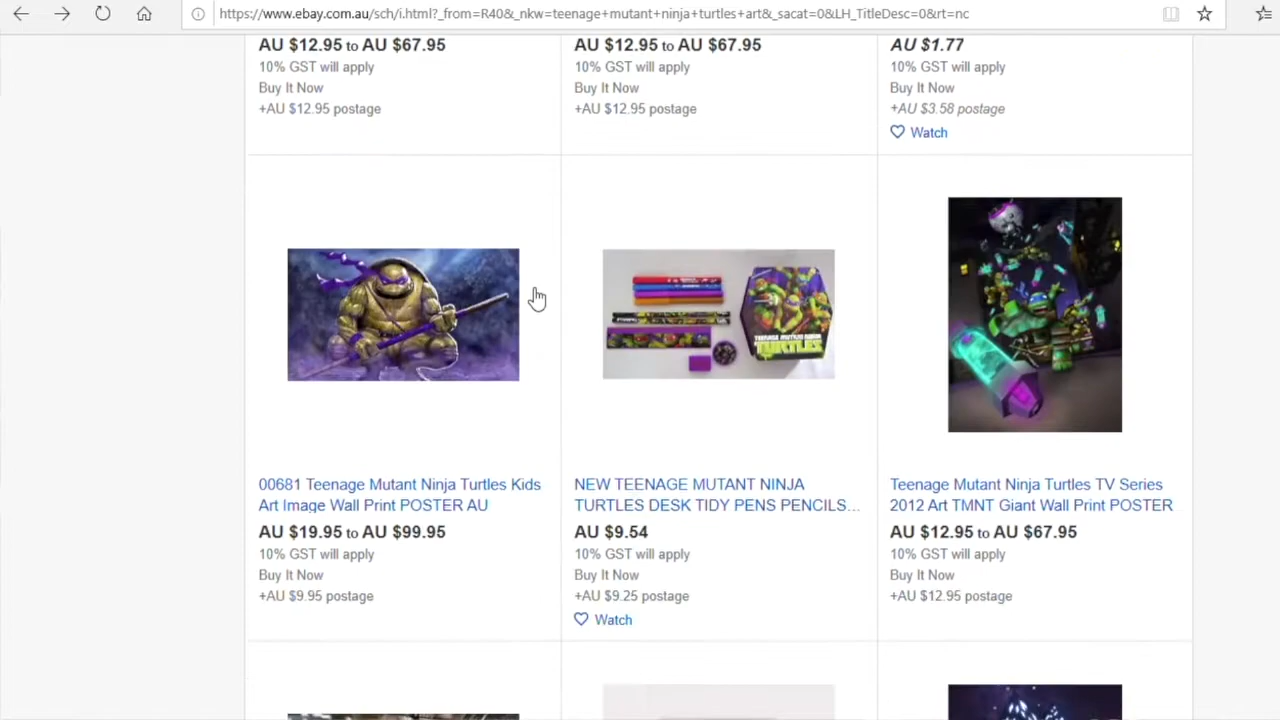 https://www.ebay.com.au/sch/i.html?_from=R40&_nkw=teenage+mutant+ninja+turtles+art&_sacat=0&LH_TitleDesc=0&rt=nc
AU $12.95 to AU $67.95
10% GST will apply
Buy It Now
+AU $12.95 postage
AU $12.95 to AU $67.95
10% GST will apply
Buy It Now
+AU $12.95 postage
AU $1.77
10% GST will apply
Buy It Now
+AU $3.58 postage
Watch
TEENAGE MUTANT NINJA
TURTLES
00681 Teenage Mutant Ninja Turtles Kids
Art Image Wall Print POSTER AU
AU $19.95 to AU $99.95
10% GST will apply
Buy It Now
+AU $9.95 postage
NEW TEENAGE MUTANT NINJA
TURTLES DESK TIDY PENS PENCILS...
AU $9.54
10% GST will apply
Buy It Now
+AU $9.25 postage
Watch
Teenage Mutant Ninja Turtles TV Series
2012 Art TMNT Giant Wall Print POSTER
AU $12.95 to AU $67.95
10% GST will apply
Buy It Now
+AU $12.95 postage